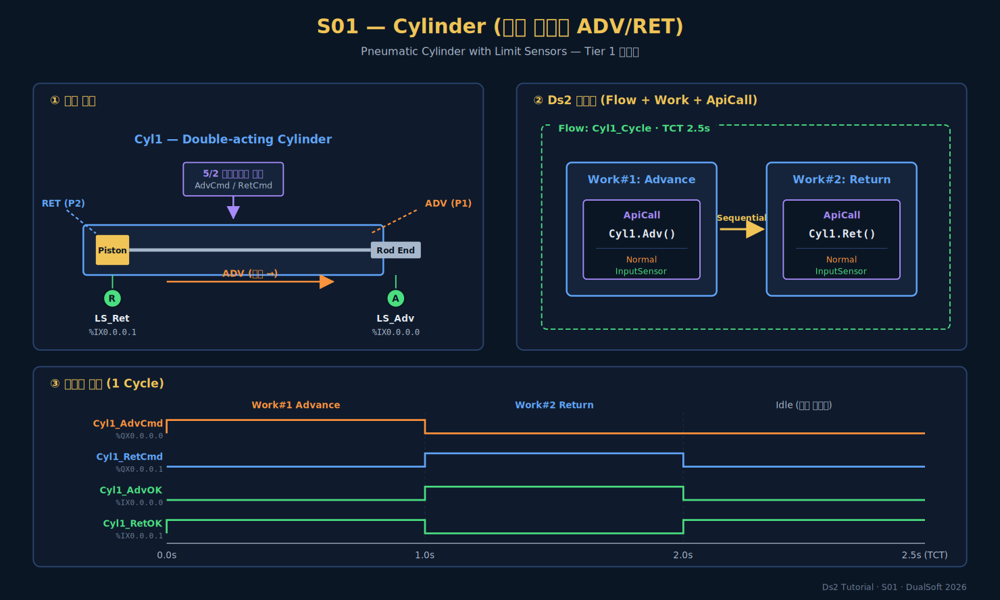 S01 — Cylinder ( ADV/RET)
Pneumatic Cylinder with Limit Sensors — Tier 1
①
Cyl1 — Double-acting Cylinder
5/2
AdvCmd / RetCmd
RET (P2)
ADV (P1)
Piston
Rod End
ADV ( →)
R
A
LS_Ret
LS_Adv
%IX0.0.0.1
%IX0.0.0.0
② Ds2 (Flow + Work + ApiCall)
Flow: Cyl1_Cycle · TCT 2.5s
Work#1: Advance
ApiCall
Cyl1.Adv()
Normal
InputSensor
Sequential
Work#2: Return
ApiCall
Cyl1.Ret()
Normal
InputSensor
③ (1 Cycle)
Work#1 Advance
Work#2 Return
Idle ( )
Cyl1_AdvCmd
%QX0.0.0.0
Cyl1_RetCmd
%QX0.0.0.1
Cyl1_AdvOK
%IX0.0.0.0
Cyl1_RetOK
%IX0.0.0.1
0.0s
1.0s
2.0s
2.5s (TCT)
Ds2 Tutorial · S01 · DualSoft 2026